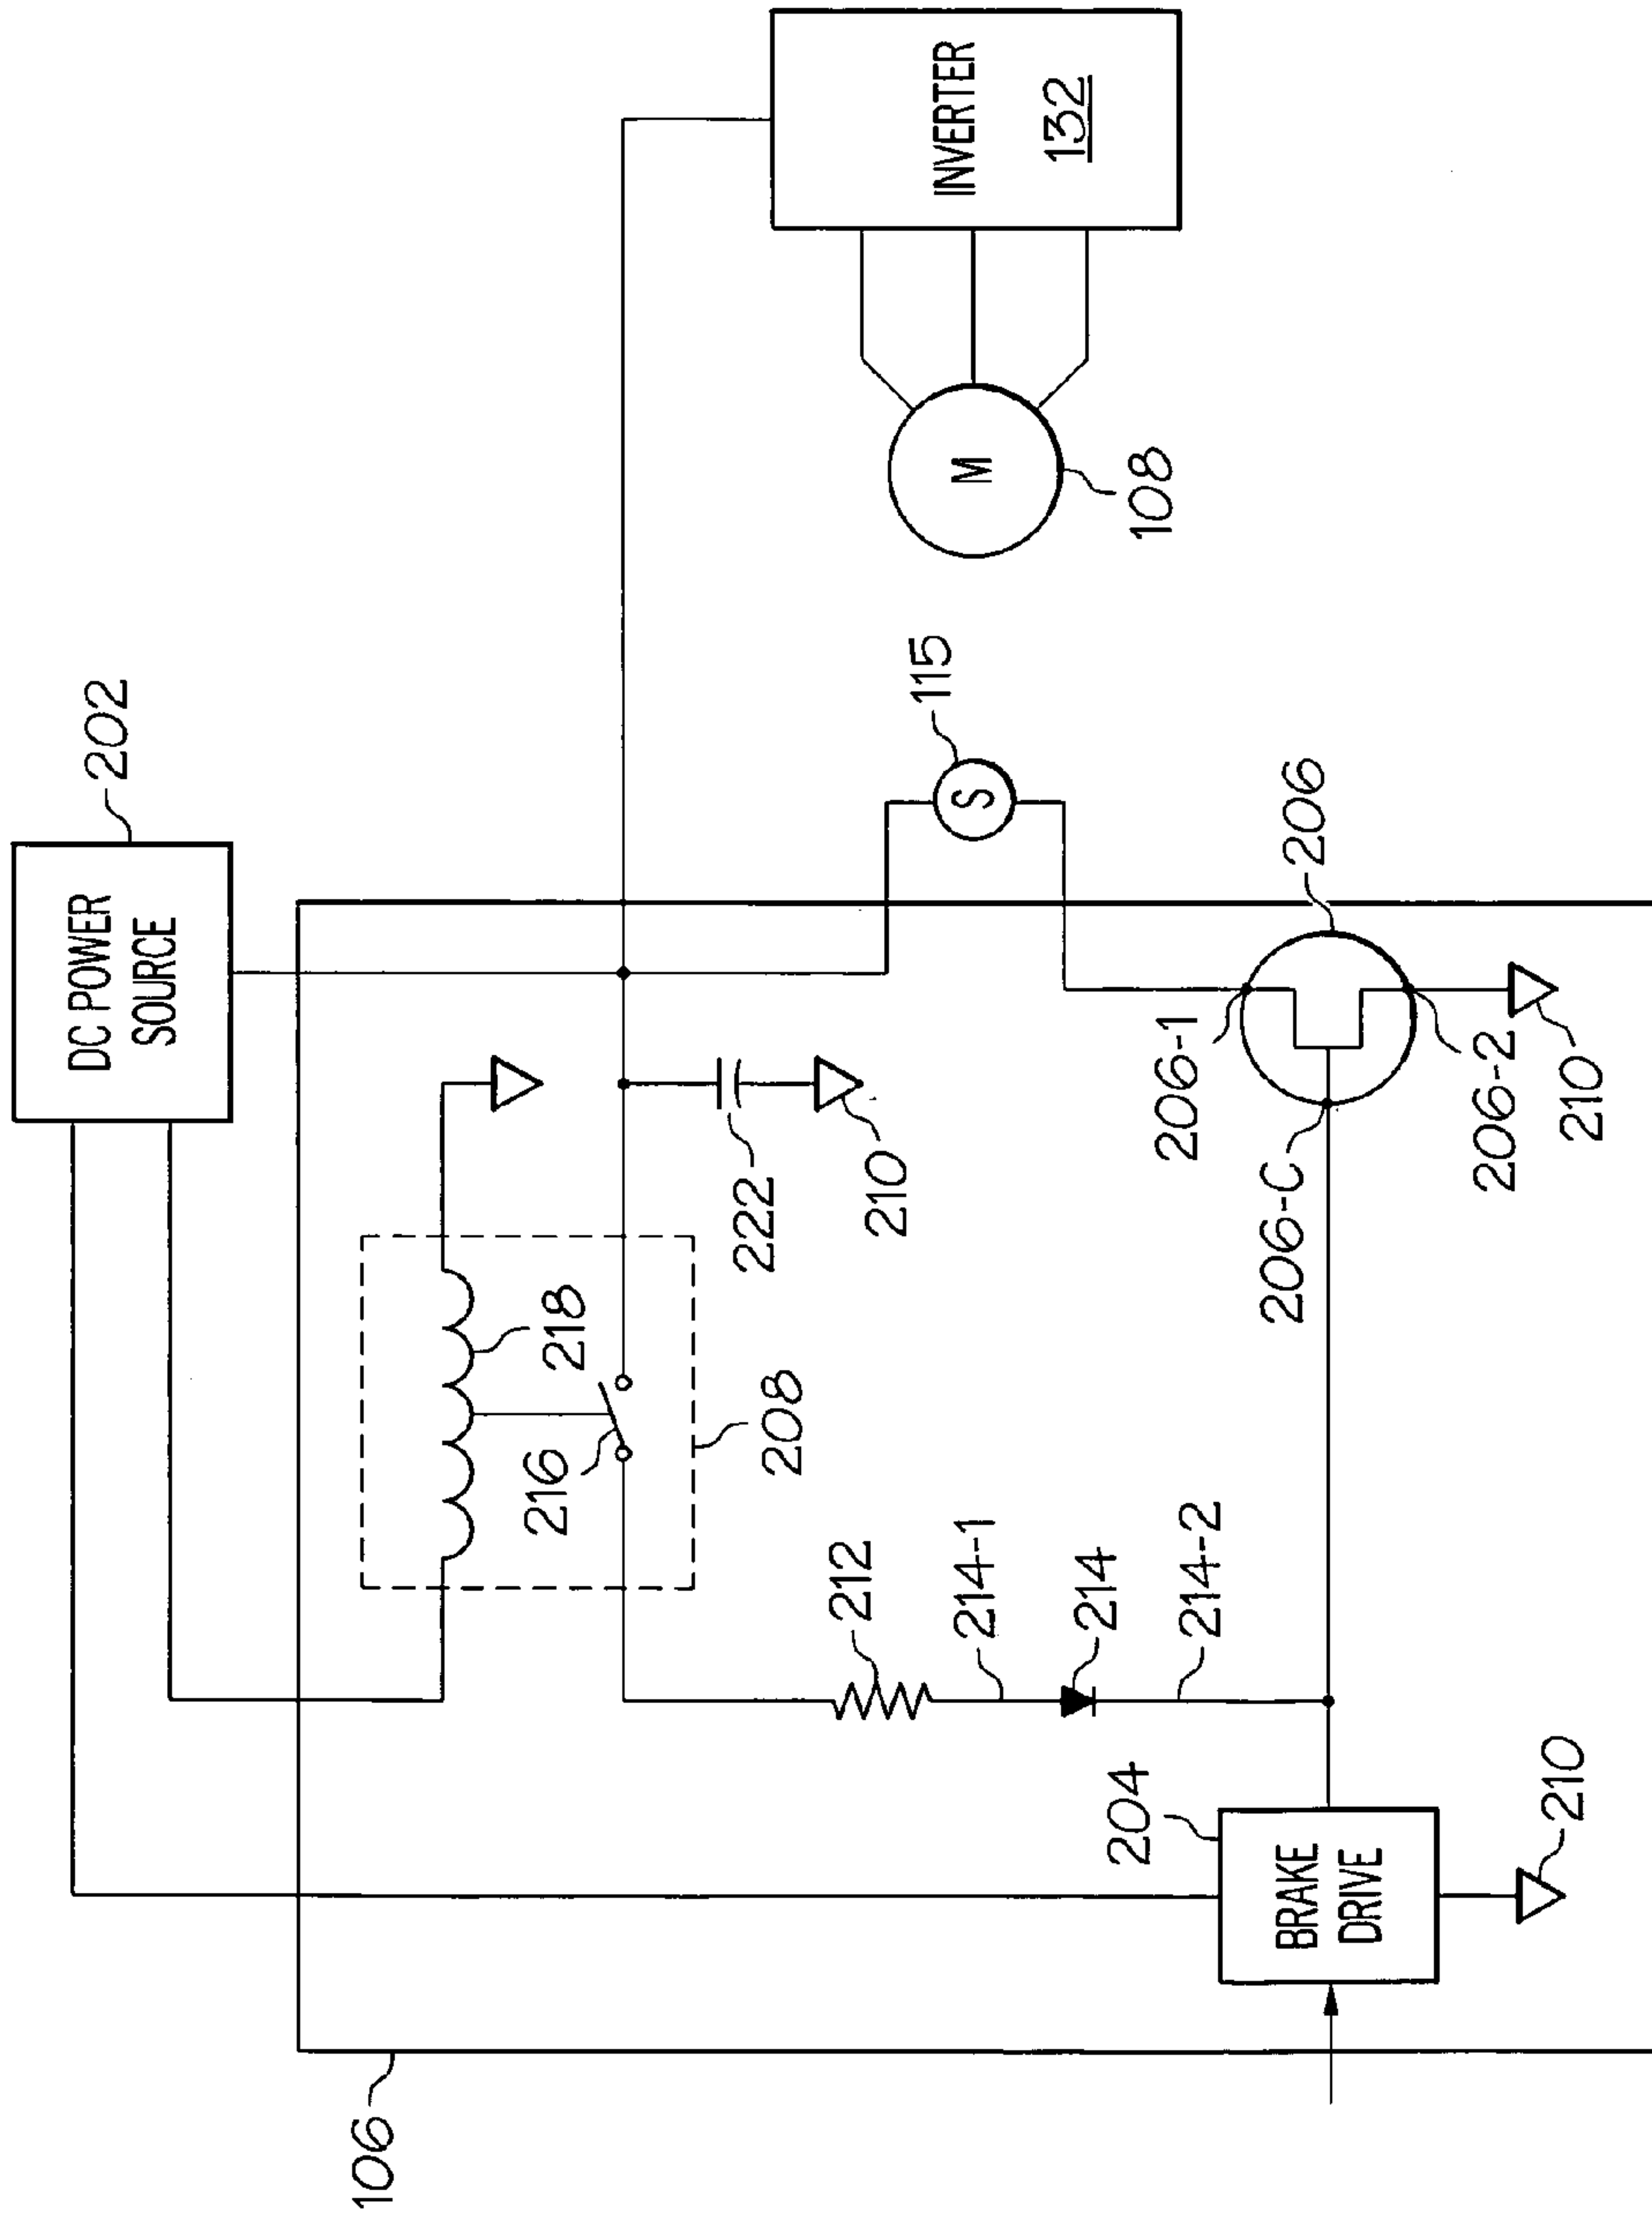 106
DC POWER
SOURCE
202
218
216
208
222
210
212
214-1
214
214-2
204
BRAKE
DRIVE
210
206-C
206-1
206-2
210
206
S
115
M
108
INVERTER
132